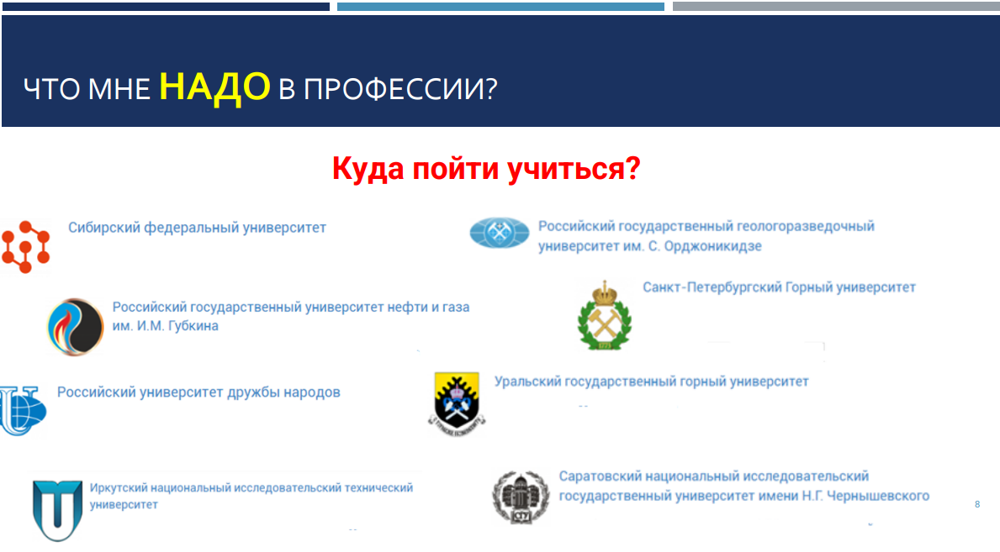 ЧТО МНЕ НАДО В ПРОФЕССИИ?
Куда пойти учиться?
Сибирский федеральный университет
Российский государственный геологоразведочный
университет им. С. Орджоникидзе
Российский государственный университет нефти и газа
им. И.М. Губкина
Санкт-Петербургский Горный университет
1773
Российский университет дружбы народов
Уральский государственный горный университет
Иркутский национальный исследовательский технический
университет
Саратовский национальный исследовательский
государственный университет имени Н.Г. Чернышевского
СГУ
8